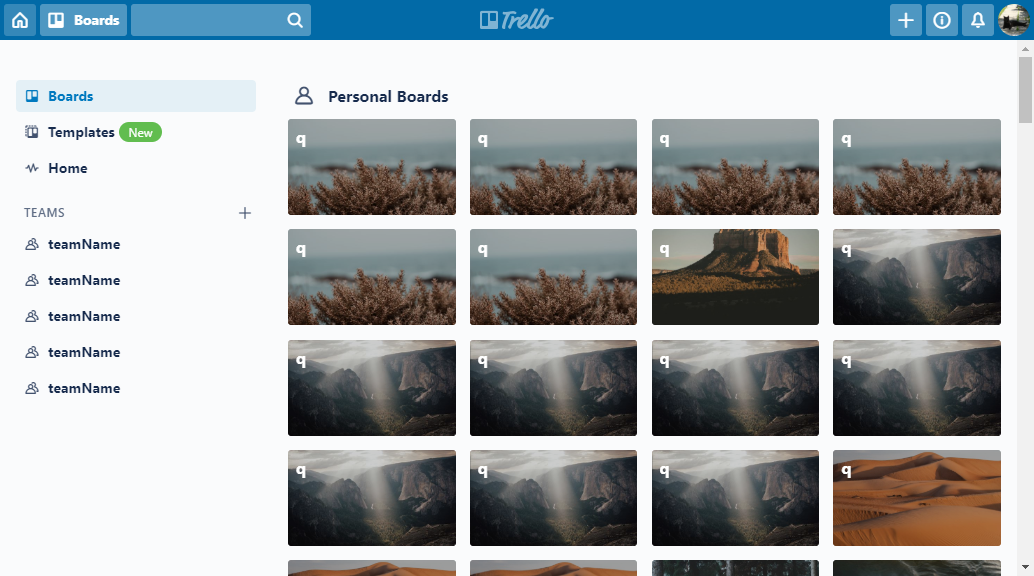 Boards
Trello
Boards
Templates New
Home
TEAMS
teamName
teamName
teamName
teamName
teamName
Personal Boards
q q q q
q q q q
q q q q
q q q q